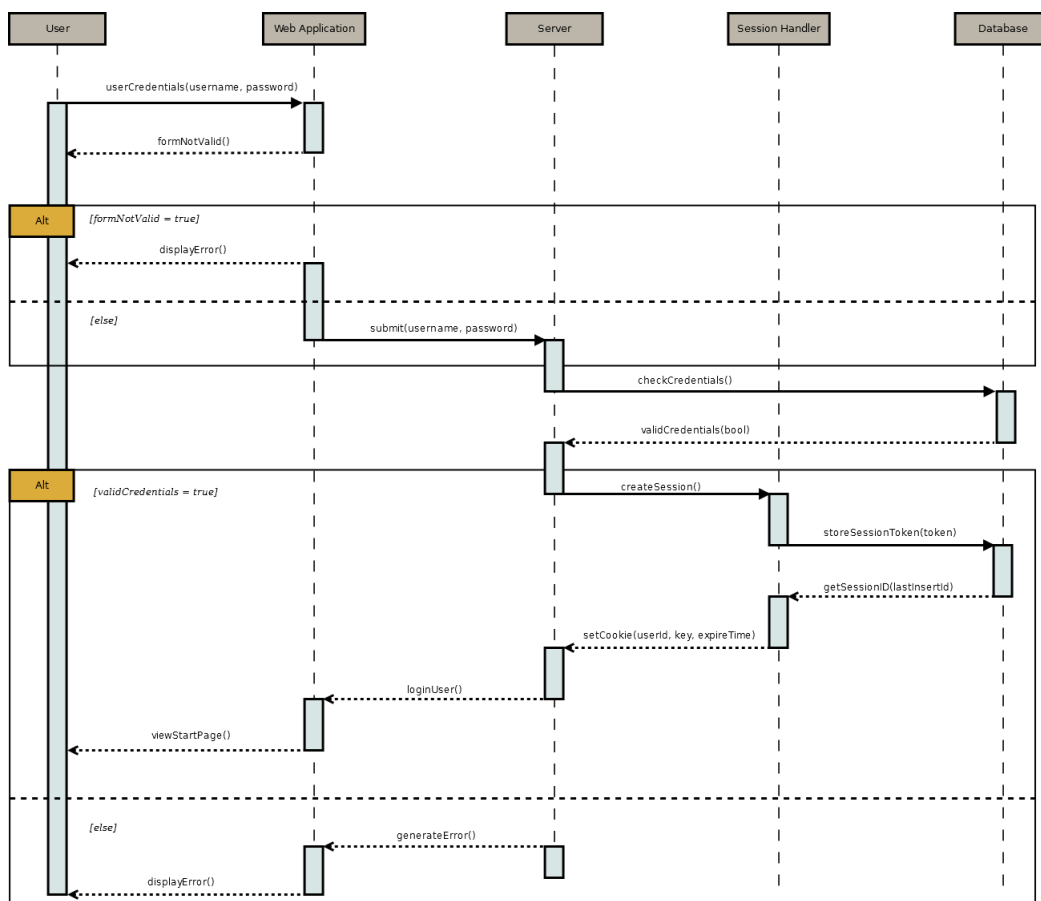 User
Web Application
Server
Session Handler
Database
userCredentials(username, password)
formNotValid()
Alt
[formNotValid = true]
displayError()
[else]
submit(username, password)
checkCredentials()
validCredentials(bool)
Alt
[validCredentials = true]
createSession()
storeSessionToken(token)
getSessionID(lastInsertId)
setCookie(userId, key, expireTime)
loginUser()
viewStartPage()
[else]
generateError()
displayError()